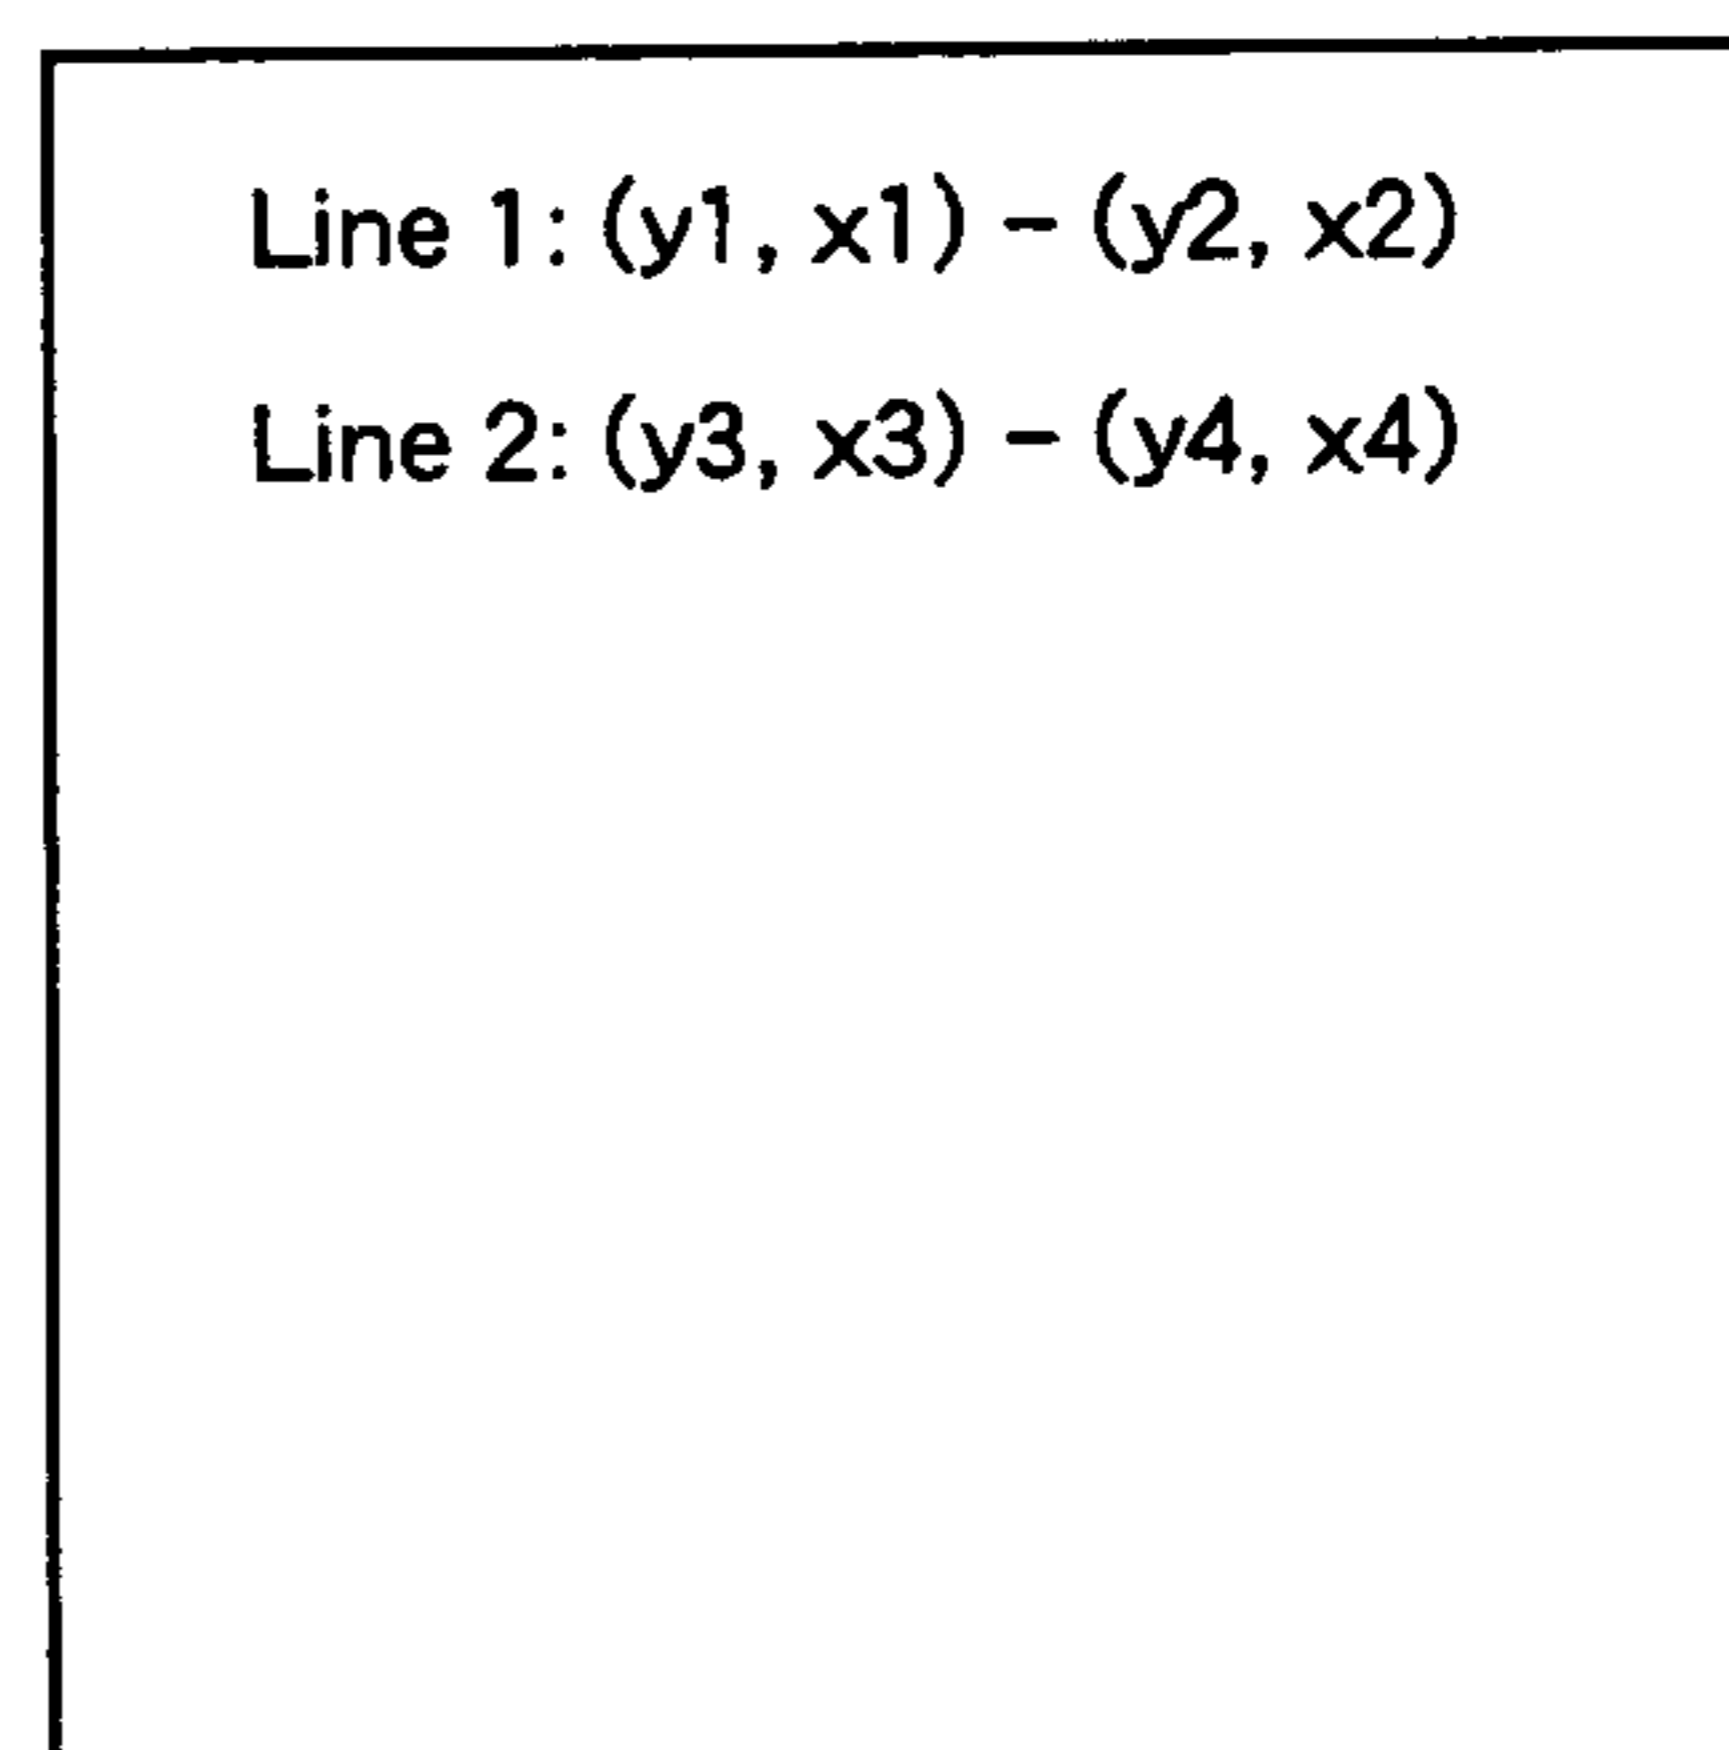 Line 1: (y1, x1) - (y2, x2)
Line 2: (y3, x3) - (y4, x4)